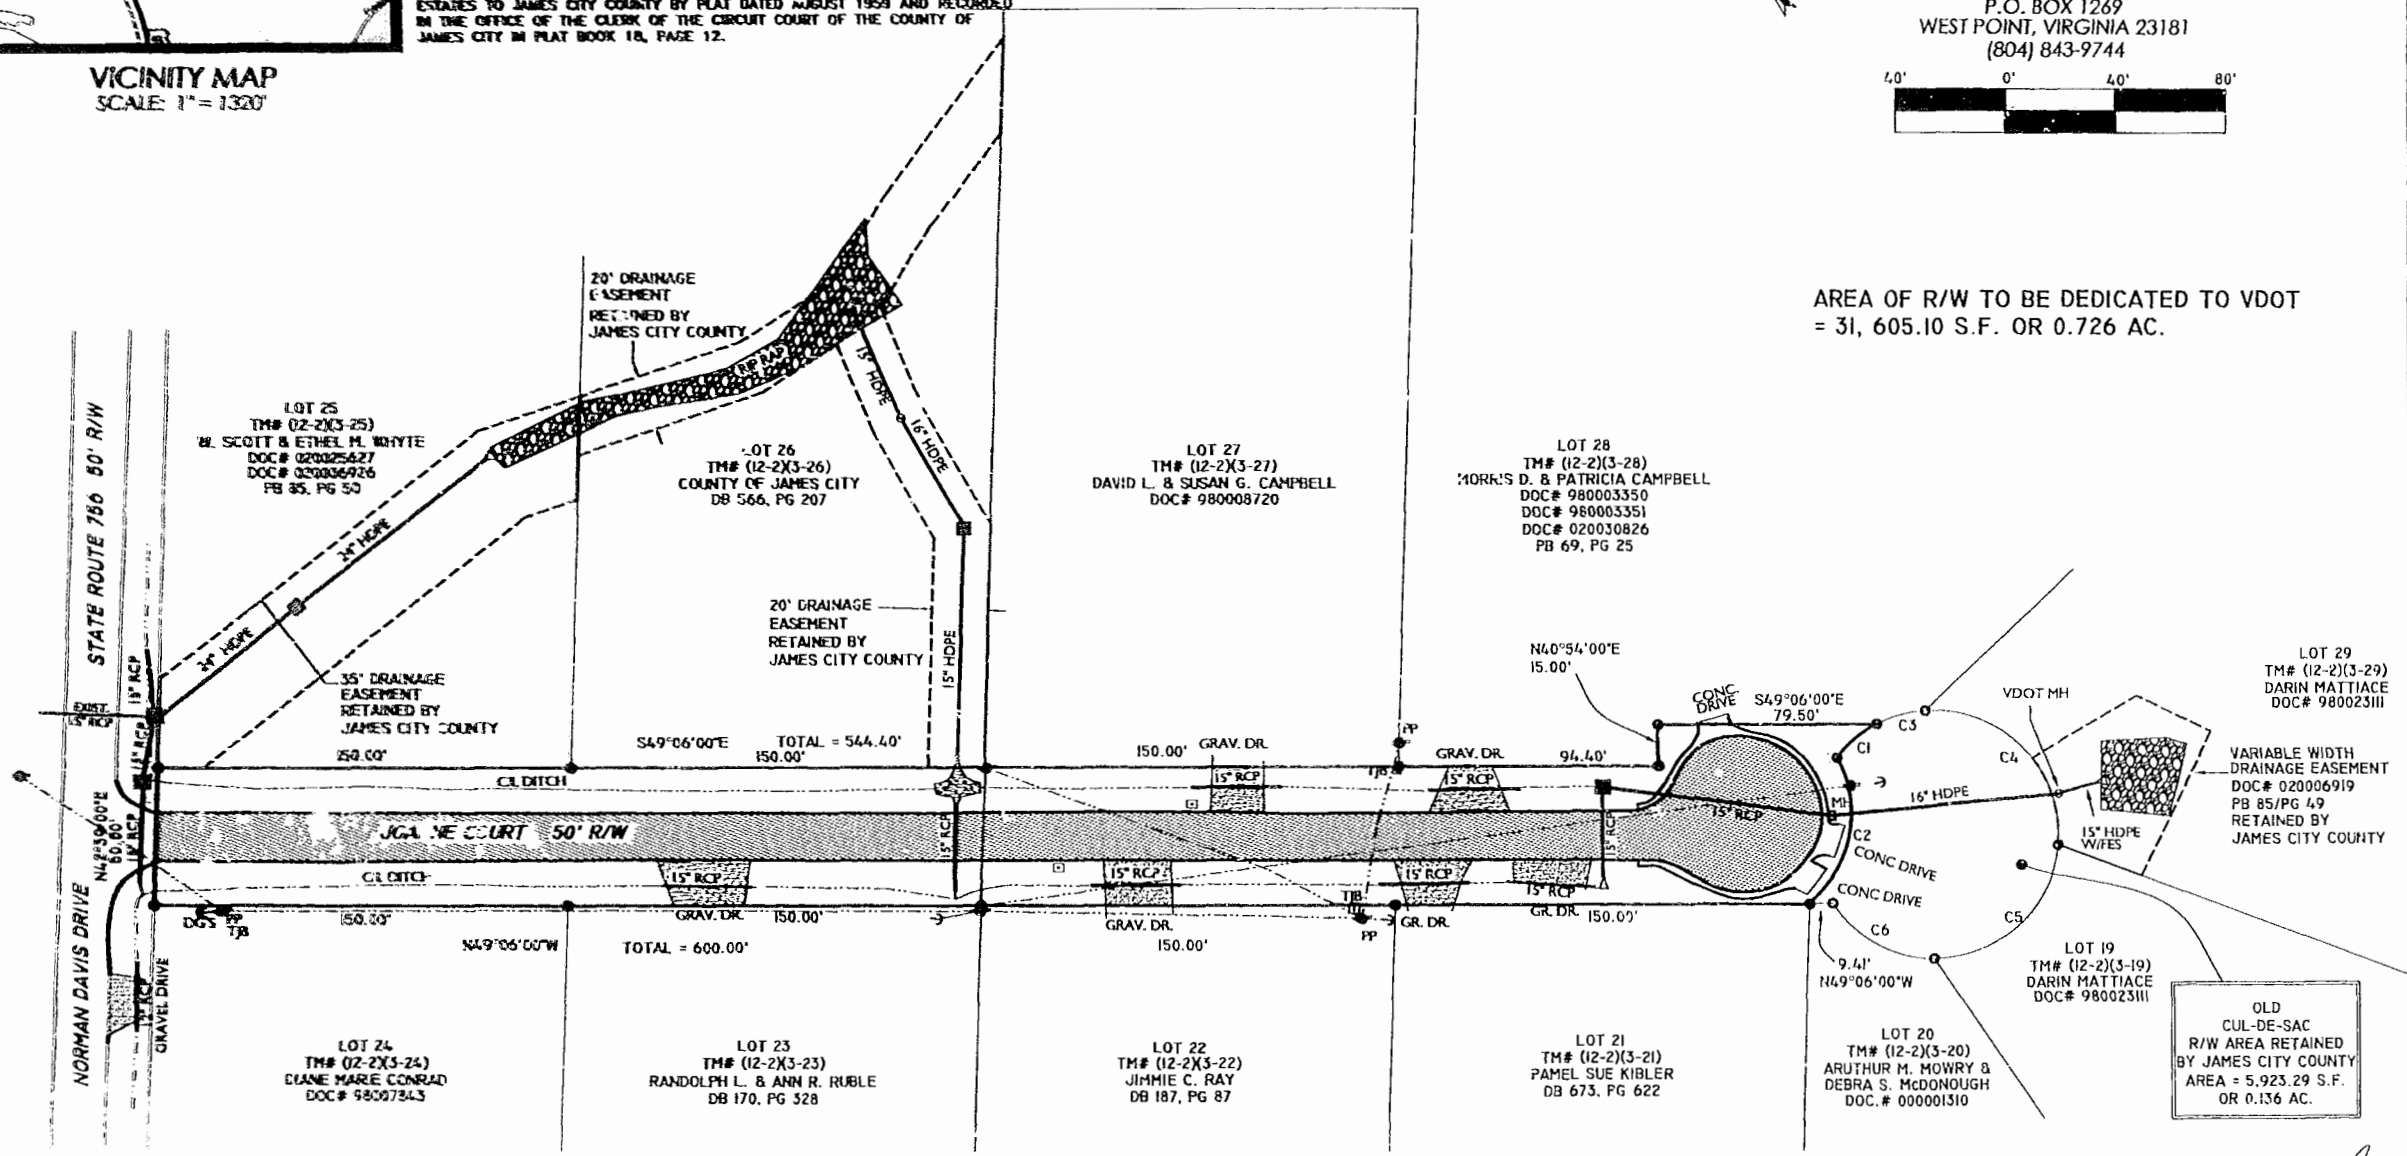 ESTATES TO JAMES CITY COUNTY BY PLAT DATED AUGUST 1959 AND RECORDED
IN THE OFFICE OF THE CLERK OF THE CIRCUIT COURT OF THE COUNTY OF
JAMES CITY IN PLAT BOOK 18, PAGE 12.
VICINITY MAP
SCALE: 1" = 1320'
P.O. BOX 1269
WEST POINT, VIRGINIA 23181
(804) 843-9744
40' 0' 40' 80'
AREA OF R/W TO BE DEDICATED TO VDOT
= 31, 605.10 S.F. OR 0.726 AC.
20' DRAINAGE
EASEMENT
RETAINED BY
JAMES CITY COUNTY
RIP RAP
15" HDPE
16" HDPE
STATE ROUTE 756 50' R/W
LOT 25
TM# (12-2)(3-25)
W. SCOTT & ETHEL M. WHYTE
DOC# 020025627
DOC#
PB 85, PG 50
24" HDPE
24" HDPE
LOT 26
TM# (12-2)(3-26)
COUNTY OF JAMES CITY
DB 566, PG 207
LOT 27
TM# (12-2)(3-27)
DAVID L. & SUSAN G. CAMPBELL
DOC# 980008720
LOT 28
TM# (12-2)(3-28)
MORRIS D. & PATRICIA CAMPBELL
DOC# 980003350
DOC# 980003351
DOC# 020030826
PB 69, PG 25
35' DRAINAGE
EASEMENT
RETAINED BY
JAMES CITY COUNTY
20' DRAINAGE
EASEMENT
RETAINED BY
JAMES CITY COUNTY
15" HDPE
N40°54'00"E
15.00'
CONC.
DRIVE
S49°06'00"E
79.50'
LOT 29
TM# (12-2)(3-29)
DARIN MATTIACE
DOC# 980023111
VDOT MH
C3
C1
C4
VARIABLE WIDTH
DRAINAGE EASEMENT
DOC# 020006919
PB 85/PG 49
RETAINED BY
JAMES CITY COUNTY
EXIST.
15" RCP
15" RCP
15" RCP
15" RCP
150.00'
S49°06'00"E
TOTAL = 544.40'
150.00'
150.00'
GRAV. DR.
PP
TJB
GRAV. DR.
94.40'
C/L DITCH
15" RCP
15" RCP
16" HDPE
MH
15" RCP
15" HDPE
W/FES
50.00'
COURT 50' R/W
15" RCP
15" RCP
C2
CONC DRIVE
CONC DRIVE
C/L DITCH
15" RCP
15" RCP
15" RCP
15" RCP
DGS
PP
TJB
150.00'
GRAV. DR.
150.00'
GRAV. DR.
TJB
PP
GR. DR.
GR. DR.
150.00'
C6
C5
N49°06'00"W
TOTAL = 600.00'
150.00'
9.41'
N49°06'00"W
NORMAN DAVIS DRIVE
GRAVEL DRIVE
LOT 19
TM# (12-2)(3-19)
DARIN MATTIACE
DOC# 980023111
LOT 24
TM# (12-2)(3-24)
DIANE MARIE CONRAD
DOC# 98007343
LOT 23
TM# (12-2)(3-23)
RANDOLPH L. & ANN R. RUBLE
DB 170, PG 328
LOT 22
TM# (12-2)(3-22)
JIMMIE C. RAY
DB 187, PG 87
LOT 21
TM# (12-2)(3-21)
PAMEL SUE KIBLER
DB 673, PG 622
LOT 20
TM# (12-2)(3-20)
ARUTHUR M. MOWRY &
DEBRA S. McDONOUGH
DOC. # 000001310
OLD
CUL-DE-SAC
R/W AREA RETAINED
BY JAMES CITY COUNTY
AREA = 5,923.29 S.F.
OR 0.136 AC.